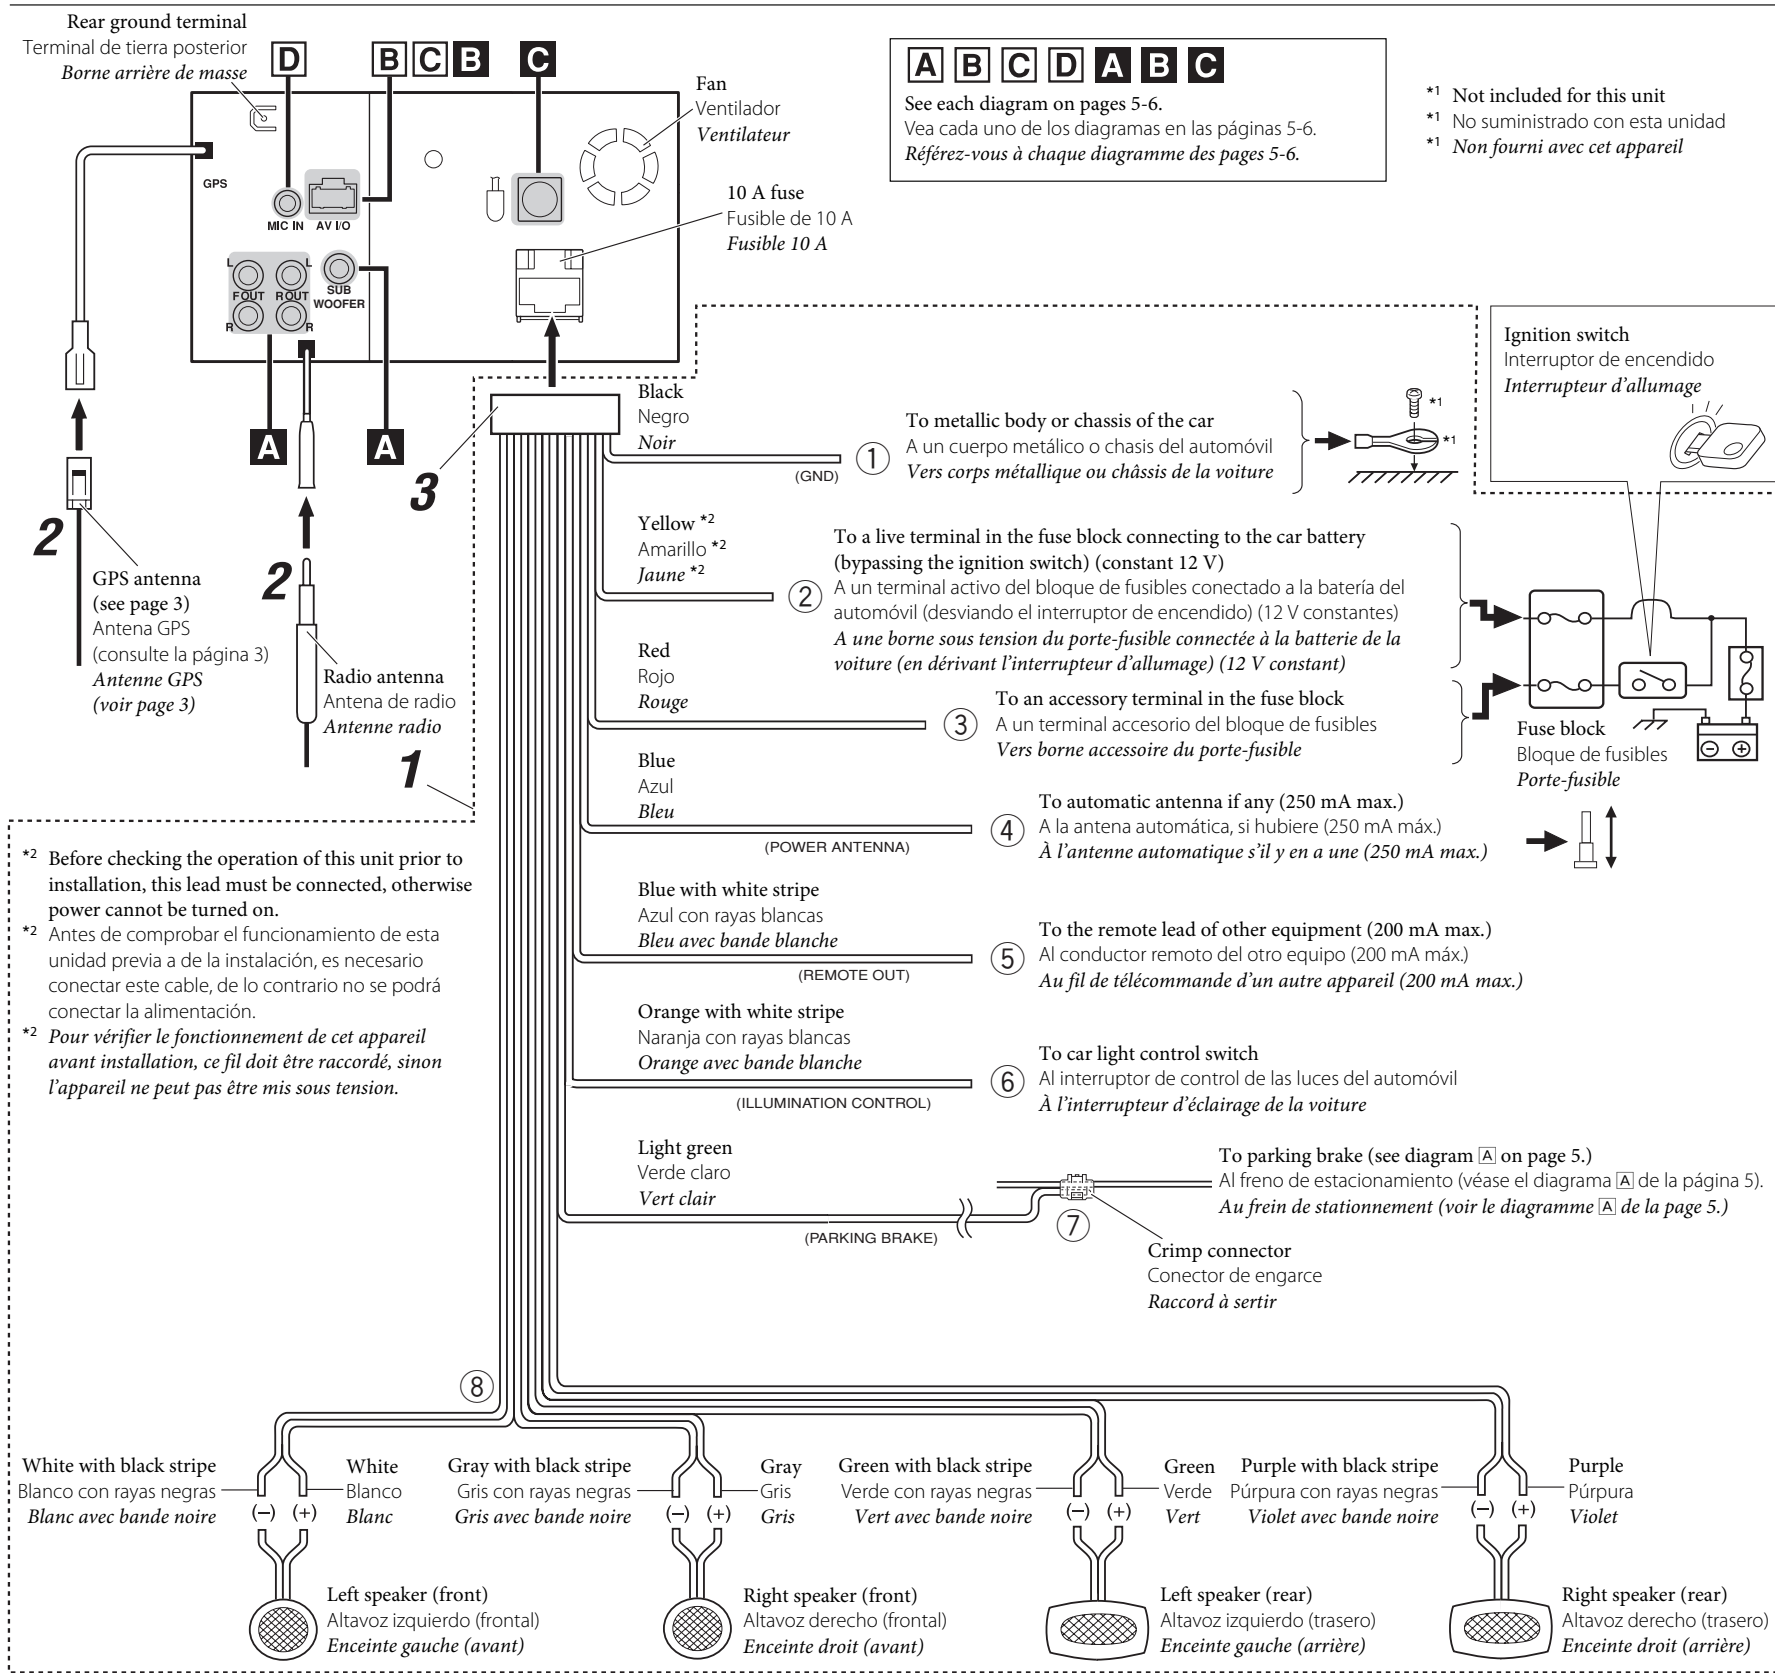 Rear ground terminal
Terminal de tierra posterior
Borne arrière de masse
D
B C B
C
Fan
Ventilador
Ventilateur
A B C D A B C
See each diagram on pages 5-6.
Vea cada uno de los diagramas en las páginas 5-6.
Référez-vous à chaque diagramme des pages 5-6.
*1 Not included for this unit
*1 No suministrado con esta unidad
*1 Non fourni avec cet appareil
GPS
MIC IN
AV I/O
10 A fuse
Fusible de 10 A
Fusible 10 A
L
L
FOUT
ROUT
R
R
SUB
WOOFER
A
A
3
2
GPS antenna
(see page 3)
Antena GPS
(consulte la página 3)
Antenne GPS
(voir page 3)
2
Radio antenna
Antena de radio
Antenne radio
1
Ignition switch
Interruptor de encendido
Interrupteur d'allumage
Black
Negro
Noir
(GND)
1
To metallic body or chassis of the car
A un cuerpo metálico o chasis del automóvil
Vers corps métallique ou châssis de la voiture
*1
*1
Yellow *2
Amarillo *2
Jaune *2
2
To a live terminal in the fuse block connecting to the car battery
(bypassing the ignition switch) (constant 12 V)
A un terminal activo del bloque de fusibles conectado a la batería del
automóvil (desviando el interruptor de encendido) (12 V constantes)
A une borne sous tension du porte-fusible connectée à la batterie de la
voiture (en dérivant l'interrupteur d'allumage) (12 V constant)
Red
Rojo
Rouge
3
To an accessory terminal in the fuse block
A un terminal accesorio del bloque de fusibles
Vers borne accessoire du porte-fusible
Fuse block
Bloque de fusibles
Porte-fusible
Blue
Azul
Bleu
(POWER ANTENNA)
4
To automatic antenna if any (250 mA max.)
A la antena automática, si hubiere (250 mA máx.)
À l'antenne automatique s'il y en a une (250 mA max.)
*2 Before checking the operation of this unit prior to
installation, this lead must be connected, otherwise
power cannot be turned on.
*2 Antes de comprobar el funcionamiento de esta
unidad previa a de la instalación, es necesario
conectar este cable, de lo contrario no se podrá
conectar la alimentación.
*2 Pour vérifier le fonctionnement de cet appareil
avant installation, ce fil doit être raccordé, sinon
l'appareil ne peut pas être mis sous tension.
Blue with white stripe
Azul con rayas blancas
Bleu avec bande blanche
(REMOTE OUT)
5
To the remote lead of other equipment (200 mA max.)
Al conductor remoto del otro equipo (200 mA máx.)
Au fil de télécommande d'un autre appareil (200 mA max.)
Orange with white stripe
Naranja con rayas blancas
Orange avec bande blanche
(ILLUMINATION CONTROL)
6
To car light control switch
Al interruptor de control de las luces del automóvil
À l'interrupteur d'éclairage de la voiture
Light green
Verde claro
Vert clair
(PARKING BRAKE)
7
To parking brake (see diagram A on page 5.)
Al freno de estacionamiento (véase el diagrama A de la página 5).
Au frein de stationnement (voir le diagramme A de la page 5.)
Crimp connector
Conector de engarce
Raccord à sertir
8
White with black stripe
Blanco con rayas negras
Blanc avec bande noire
(−) (+)
White
Blanco
Blanc
Gray with black stripe
Gris con rayas negras
Gris avec bande noire
(−) (+)
Gray
Gris
Gris
Green with black stripe
Verde con rayas negras
Vert avec bande noire
(−) (+)
Green
Verde
Vert
Purple with black stripe
Púrpura con rayas negras
Violet avec bande noire
(−) (+)
Purple
Púrpura
Violet
Left speaker (front)
Altavoz izquierdo (frontal)
Enceinte gauche (avant)
Right speaker (front)
Altavoz derecho (frontal)
Enceinte droit (avant)
Left speaker (rear)
Altavoz izquierdo (trasero)
Enceinte gauche (arrière)
Right speaker (rear)
Altavoz derecho (trasero)
Enceinte droit (arrière)